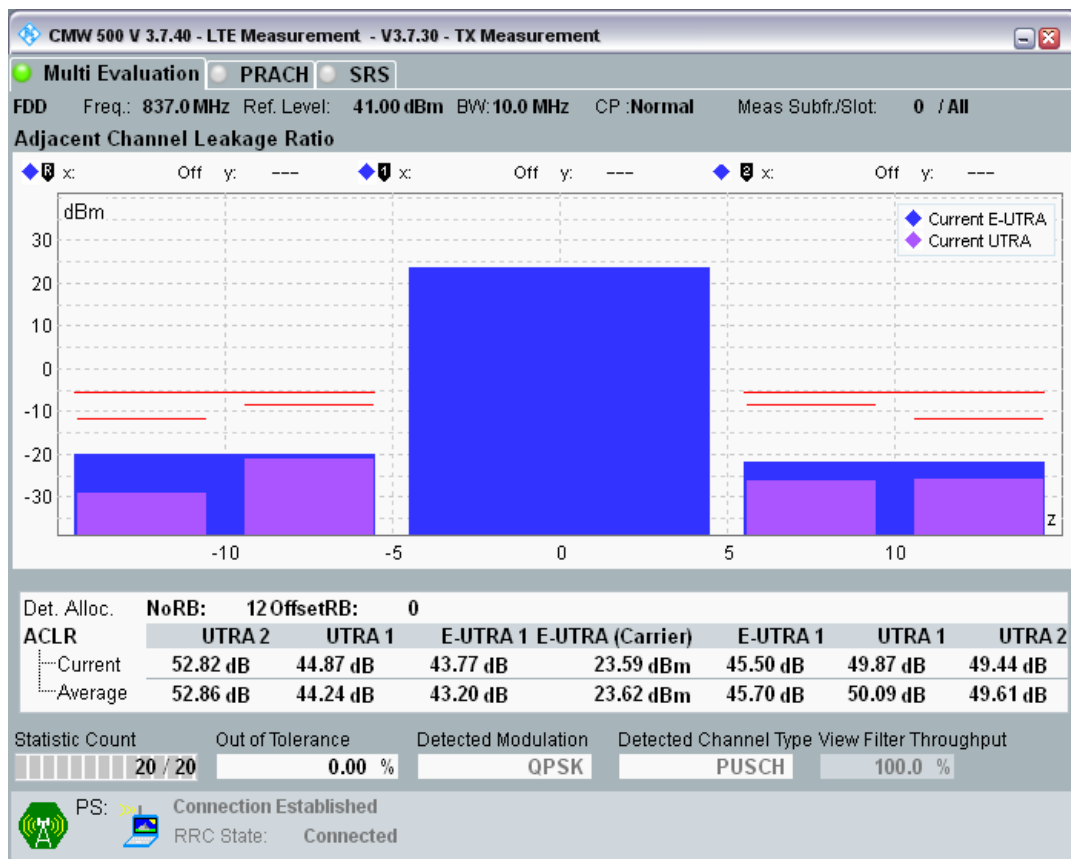 CMW 500 V 3.7.40 - LTE Measurement - V3.7.30 - TX Measurement
Multi Evaluation PRACH SRS
FDD Freq.: 837.0 MHz Ref. Level: 41.00 dBm BW: 10.0 MHz CP :Normal Meas Subfr./Slot: 0 / All
Adjacent Channel Leakage Ratio
R x: Off y: --- 1 x: Off y: --- 2 x: Off y: ---
dBm
Current E-UTRA
Current UTRA
30
20
10
0
-10
-20
-30
z
-10 -5 0 5 10
Det. Alloc. NoRB: 12 OffsetRB: 0
ACLR UTRA 2 UTRA 1 E-UTRA 1 E-UTRA (Carrier) E-UTRA 1 UTRA 1 UTRA 2
Current 52.82 dB 44.87 dB 43.77 dB 23.59 dBm 45.50 dB 49.87 dB 49.44 dB
Average 52.86 dB 44.24 dB 43.20 dB 23.62 dBm 45.70 dB 50.09 dB 49.61 dB
Statistic Count Out of Tolerance Detected Modulation Detected Channel Type View Filter Throughput
20 / 20 0.00 % QPSK PUSCH 100.0 %
PS: Connection Established
RRC State: Connected